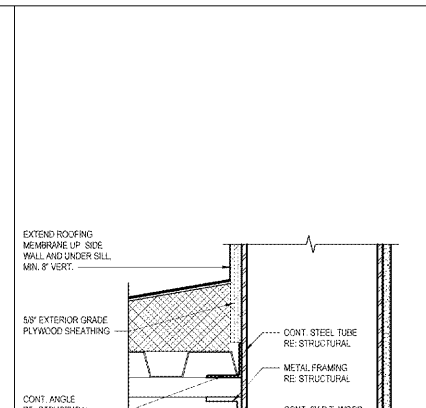 EXTEND ROOFING
MEMBRANE UP SIDE
WALL AND UNDER SILL,
MIN. 8" VERT.
5/8" EXTERIOR GRADE
PLYWOOD SHEATHING
CONT. STEEL TUBE
RE: STRUCTURAL
METAL FRAMING
RE: STRUCTURAL
CONT. ANGLE